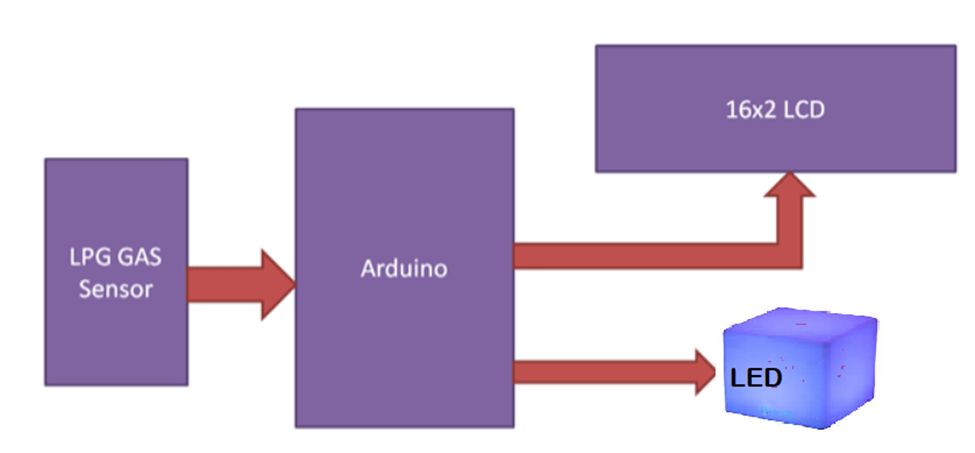 16x2 LCD
LPG GAS
Sensor
Arduino
LED